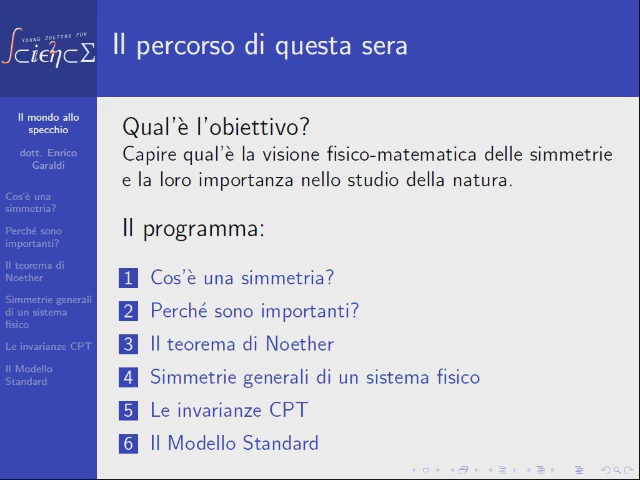 YOUNG DOCTORS FOR
Il percorso di questa sera
Il mondo allo
specchio
dott. Enrico
Garaldi
Cos'è una
simmetria?
Perché sono
importanti?
Il teorema di
Noether
Simmetrie generali
di un sistema
fisico
Le invarianze CPT
Il Modello
Standard
Qual'è l'obiettivo?
Capire qual'è la visione fisico-matematica delle simmetrie
e la loro importanza nello studio della natura.
Il programma:
1 Cos'è una simmetria?
2 Perché sono importanti?
3 Il teorema di Noether
4 Simmetrie generali di un sistema fisico
5 Le invarianze CPT
6 Il Modello Standard